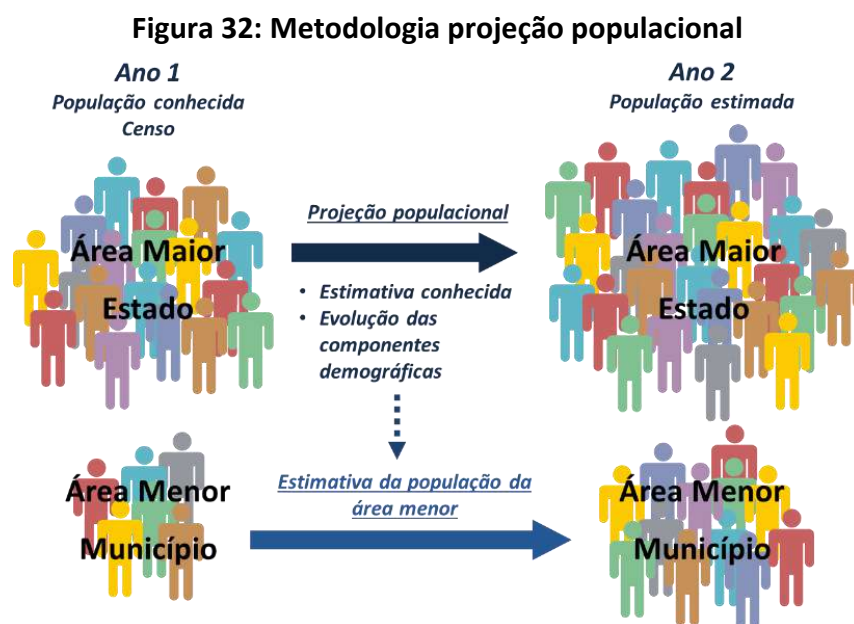 Figura 32: Metodologia projeção populacional
Ano 1
População conhecida
Censo
Ano 2
População estimada
Área Maior
Estado
Projeção populacional
• Estimativa conhecida
• Evolução das
componentes
demográficas
Área Maior
Estado
Área Menor
Município
Estimativa da população da
área menor
Área Menor
Município